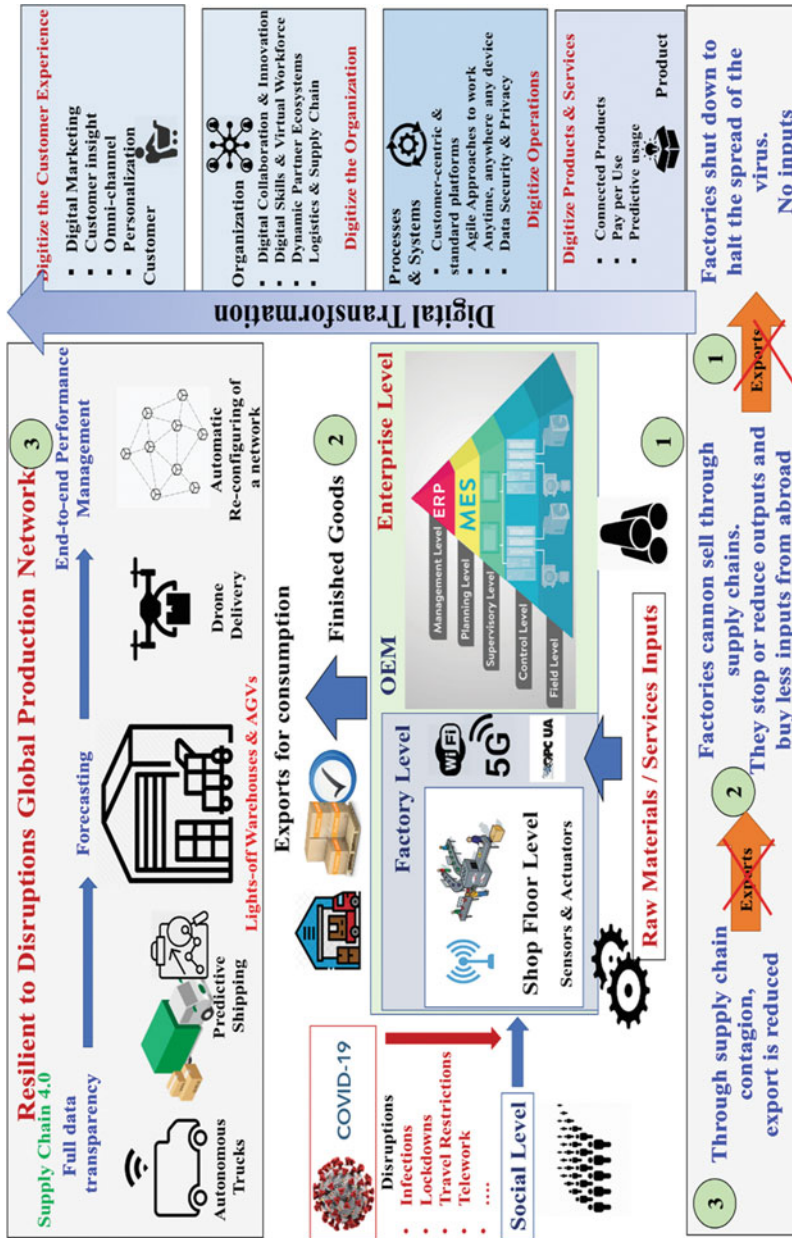 Resilient to Disruptions Global Production Network
3
Supply Chain 4.0
Full data
transparency
Forecasting
End-to-end Performance
Management
Autonomous
Trucks
Predictive
Shipping
Lights-off Warehouses & AGVs
Drone
Delivery
Automatic
Re-configuring of
a network
Digital Transformation
Digitize the Customer Experience
▪ Digital Marketing
▪ Customer insight
▪ Omni-channel
▪ Personalization
Customer
Organization
▪ Digital Collaboration & Innovation
▪ Digital Skills & Virtual Workforce
▪ Dynamic Partner Ecosystems
▪ Logistics & Supply Chain
Digitize the Organization
Processes
& Systems
▪ Customer-centric &
standard platforms
▪ Agile Approaches to work
▪ Anytime, anywhere any device
▪ Data Security & Privacy
Digitize Operations
Digitize Products & Services
▪ Connected Products
▪ Pay per Use
▪ Predictive usage
Product
COVID-19
Disruptions
• Infections
• Lockdowns
• Travel Restrictions
• Telework
• ....
Social Level
Exports for consumption
Finished Goods
2
OEM
Enterprise Level
Factory Level
Shop Floor Level
Sensors & Actuators
WiFi
5G
OPC UA
ERP
MES
Management Level
Planning Level
Supervisory Level
Control Level
Field Level
Raw Materials / Services Inputs
1
3
Through supply chain
contagion,
export is reduced
Exports
2
Factories cannon sell through
supply chains.
They stop or reduce outputs and
buy less inputs from abroad
1
Exports
Factories shut down to
halt the spread of the
virus.
No inputs